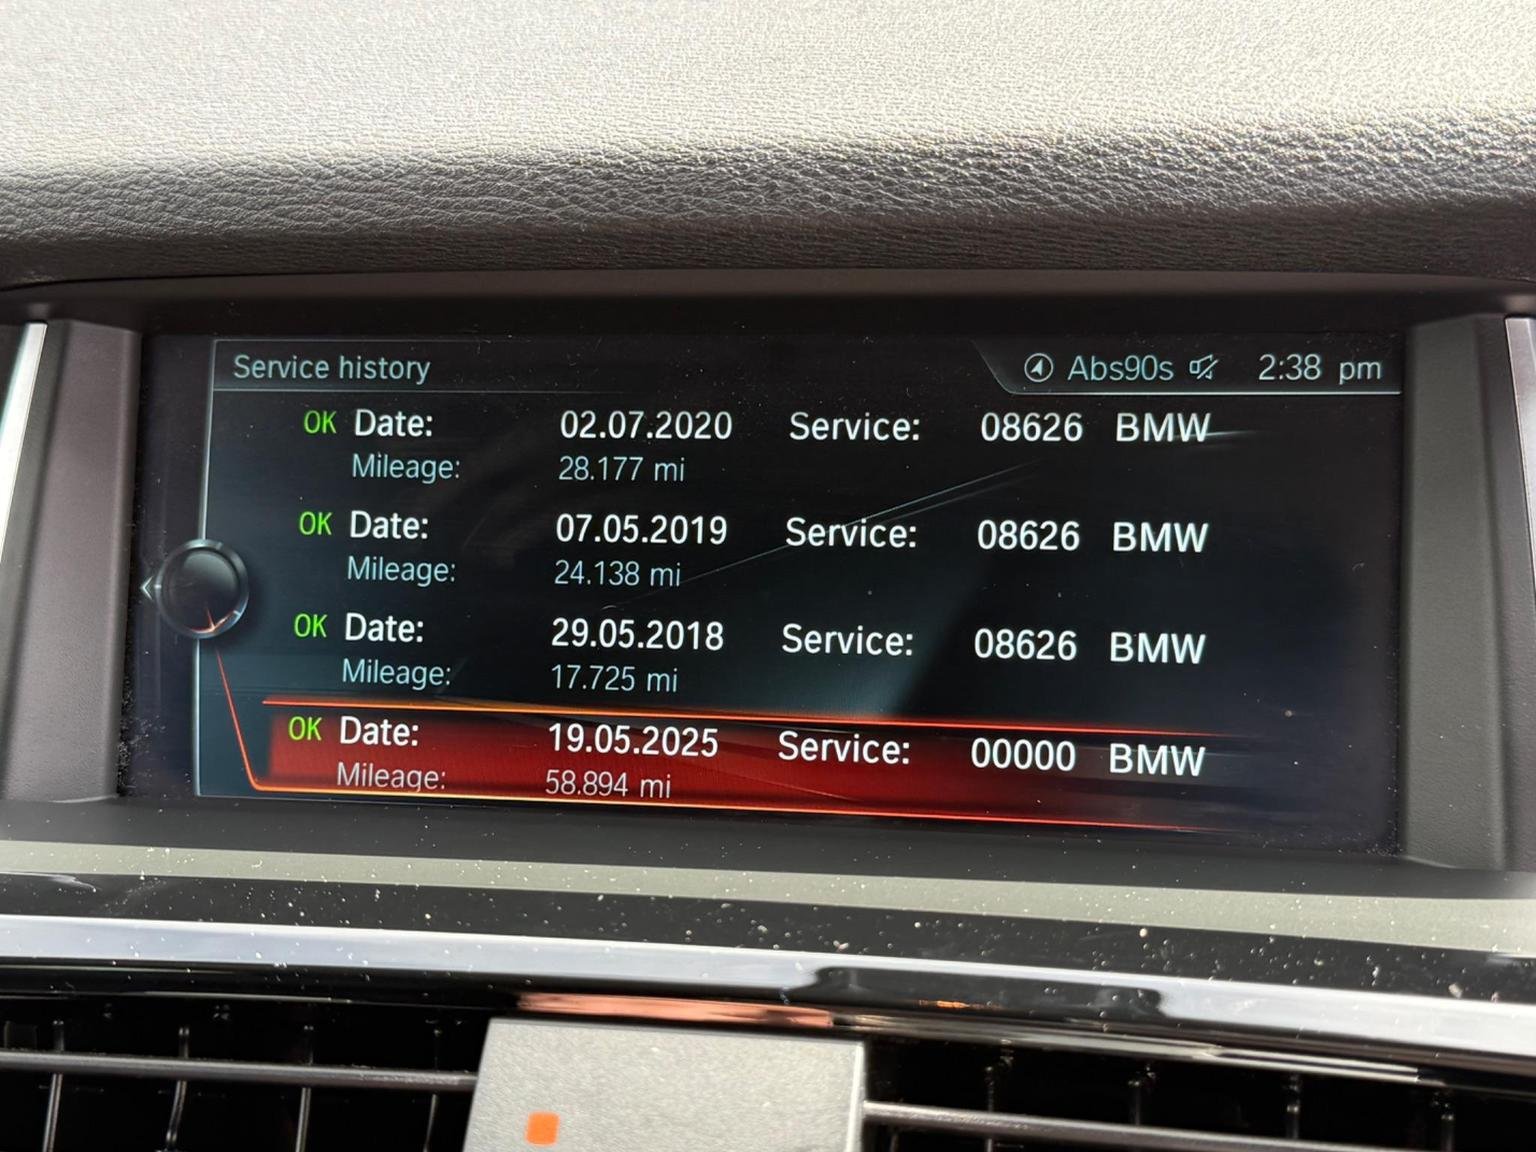 Service history Abs90s 2:38 pm
OK Date: 02.07.2020 Service: 08626 BMW
Mileage: 28.177 mi
OK Date: 07.05.2019 Service: 08626 BMW
Mileage: 24.138 mi
OK Date: 29.05.2018 Service: 08626 BMW
Mileage: 17.725 mi
OK Date: 19.05.2025 Service: 00000 BMW
Mileage: 58.894 mi